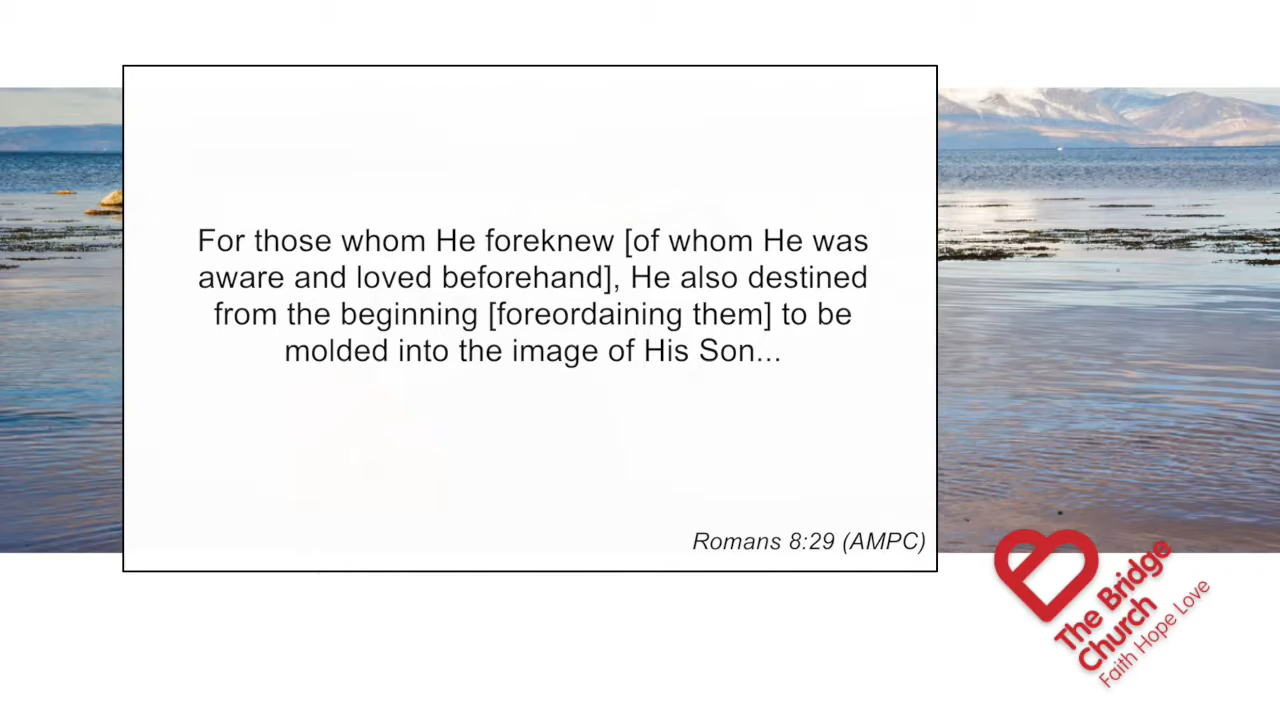 For those whom He foreknew [of whom He was
aware and loved beforehand], He also destined
from the beginning [foreordaining them] to be
molded into the image of His Son...
Romans 8:29 (AMPC)
The Bridge
Church
Faith Hope Love